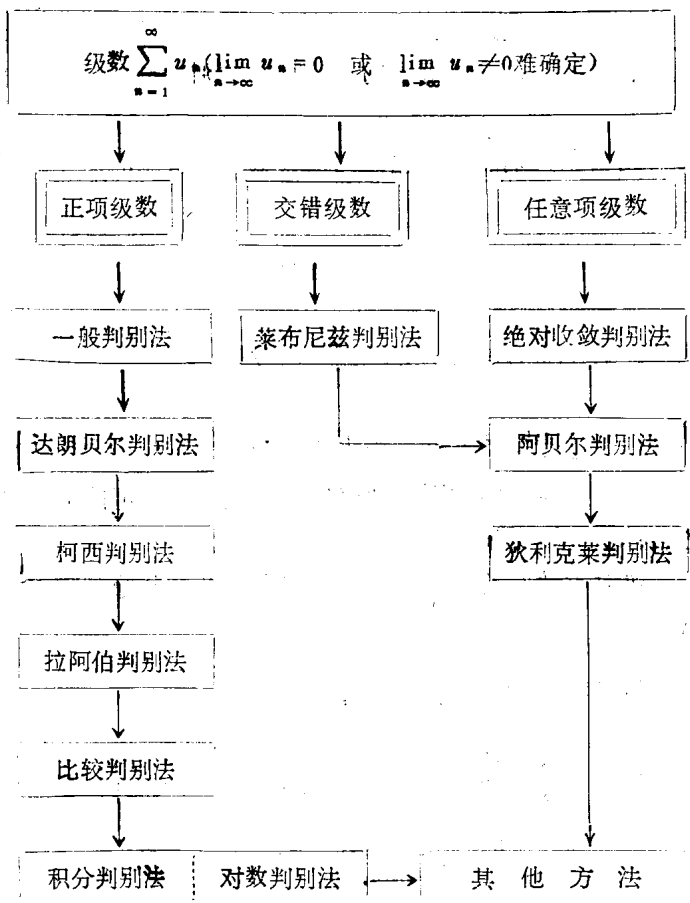 级数 ∑_{n=1}^{∞} u_n (lim_{n→∞} u_n = 0 或 lim_{n→∞} u_n ≠ 0难确定)
正项级数 交错级数 任意项级数
一般判别法 莱布尼兹判别法 绝对收敛判别法
达朗贝尔判别法 阿贝尔判别法
柯西判别法 狄利克莱判别法
拉阿伯判别法
比较判别法
积分判别法 对数判别法 其他方法